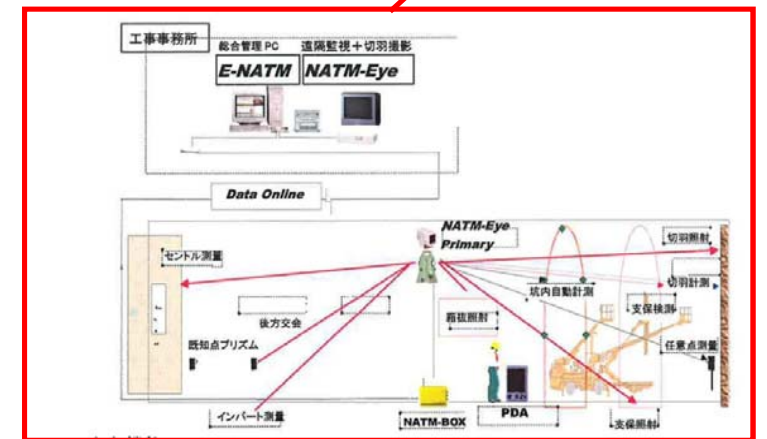 工事事務所
総合管理 PC
遠隔監視＋切羽撮影
E-NATM
NATM-Eye
Data Online
NATM-Eye
Primary
切羽照射
セントル測量
切羽計測
坑内自動計測
支保検測
後方交会
箱抜照射
既知点プリズム
任意点測量
インバート測量
NATM-BOX
PDA
支保照射